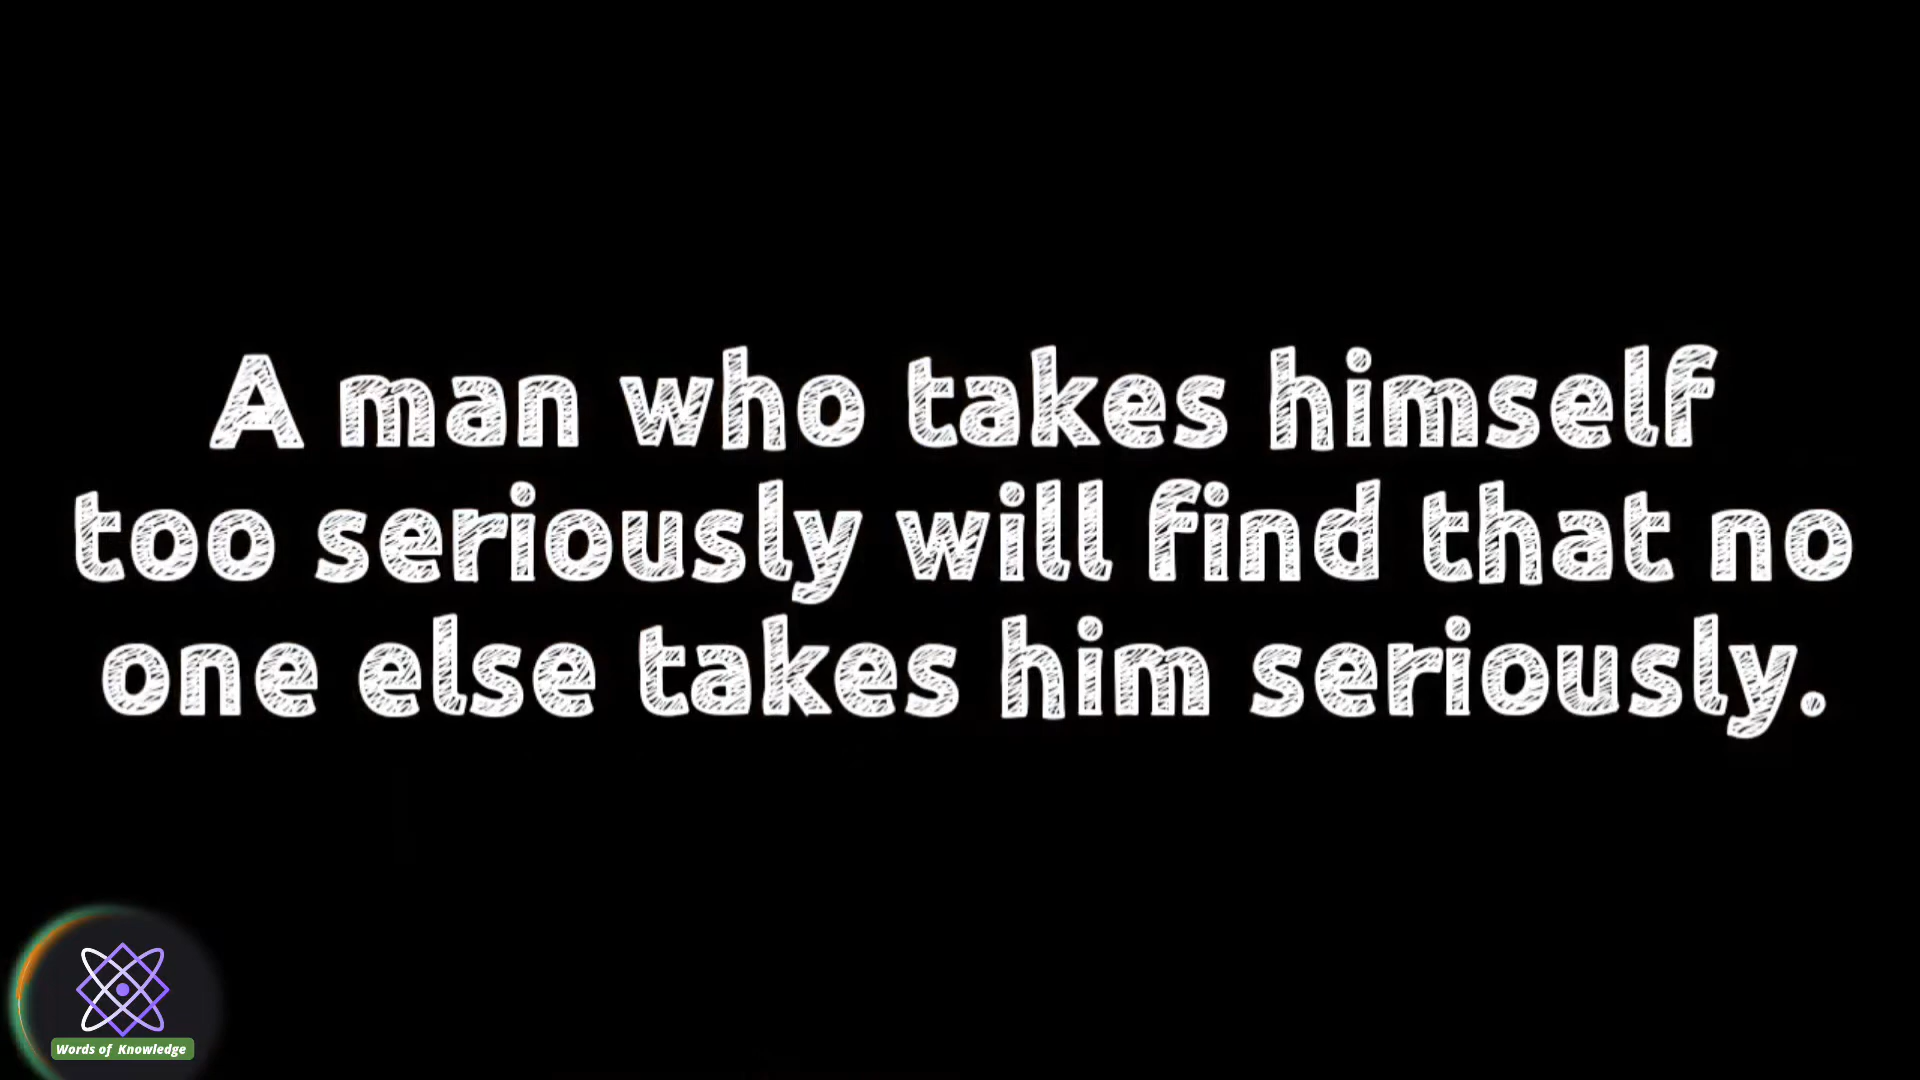 A man who takes himself
too seriously will find that no
one else takes him seriously.
Words of Knowledge